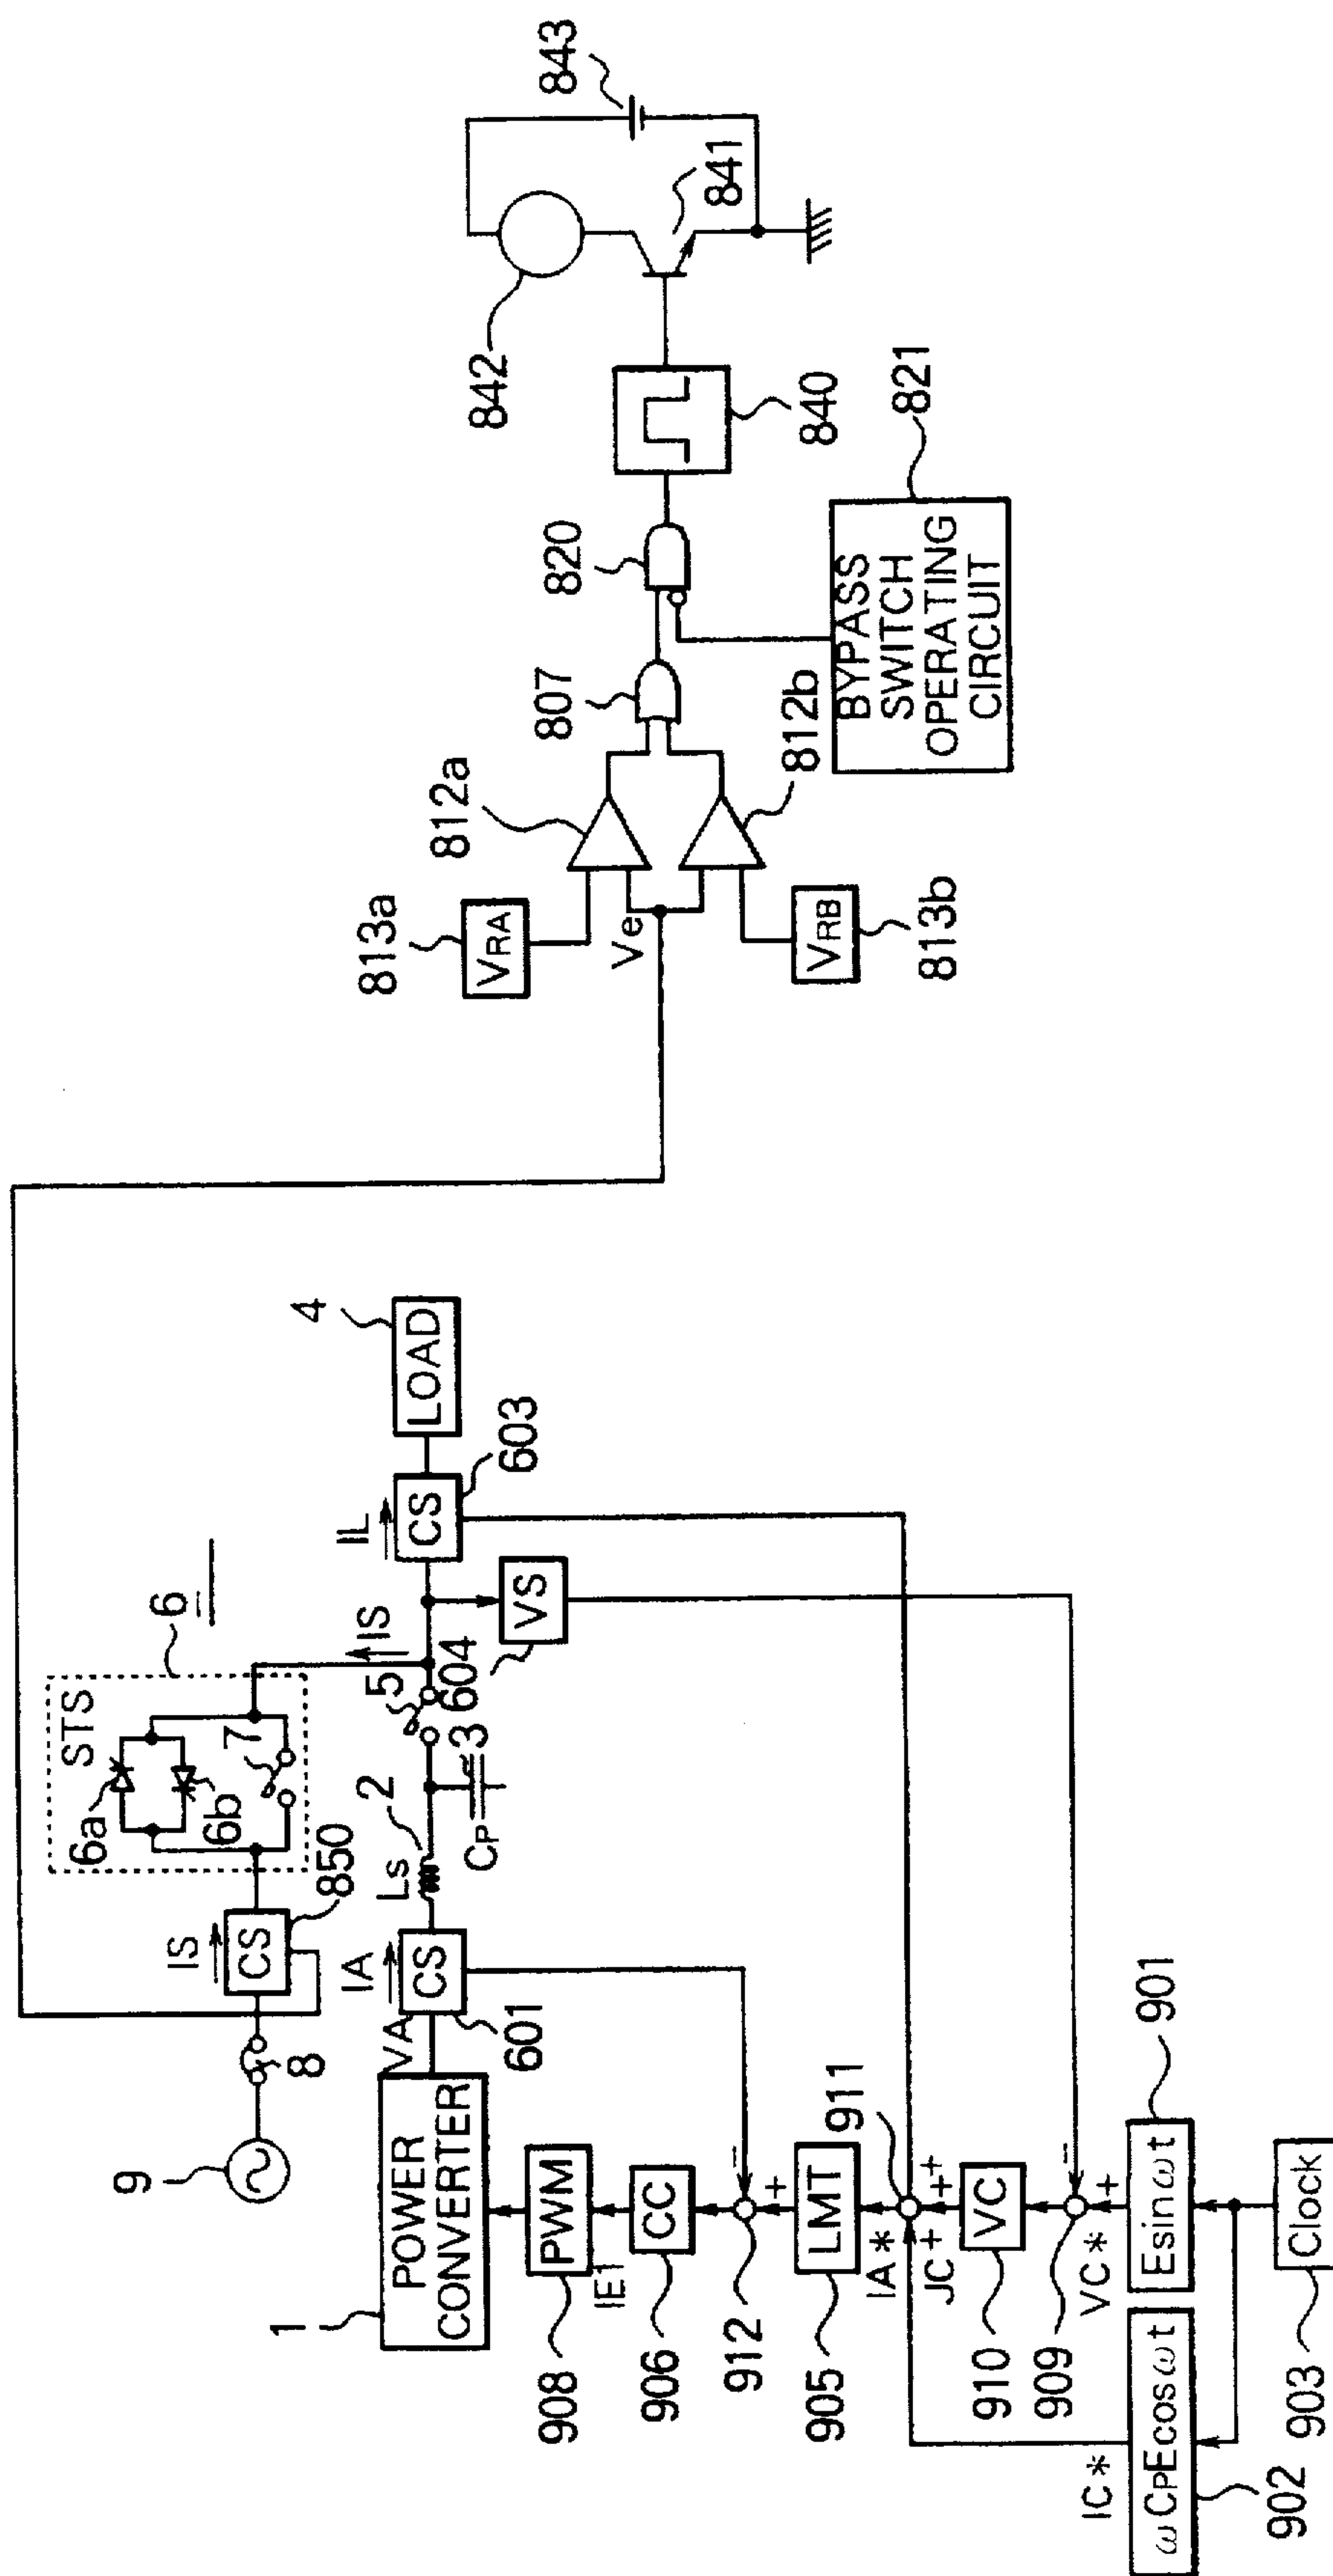 843
841
842
840
821
BYPASS
SWITCH
OPERATING
CIRCUIT
820
807
812a
812b
813a
VRA
Ve
VRB
813b
4
LOAD
603
CS
IL
VS
604
IS
5
6
STS
7
6a
6b
850
IS
CS
3
CP
2
Ls
IA
CS
VA
601
8
9
1
POWER
CONVERTER
PWM
908
IE1
CC
906
+
−
912
LMT
905
911
IA*
JC
+
+
+
VC
910
909
VC*
+
−
901
Esinωt
ωCPEcosωt
IC*
902
Clock
903